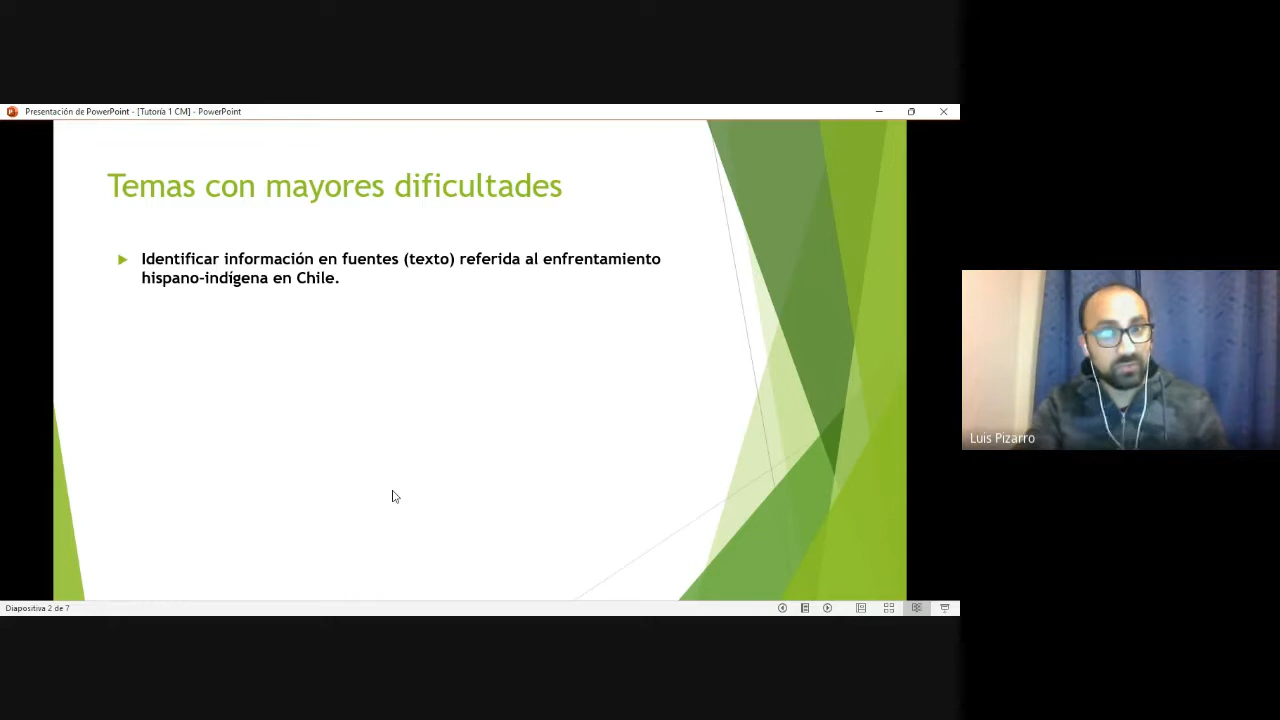 Presentación de PowerPoint - [Tutoría 1 CM] - PowerPoint
Temas con mayores dificultades
Identificar información en fuentes (texto) referida al enfrentamiento
hispano-indígena en Chile.
Luis Pizarro
Diapositiva 2 de 7